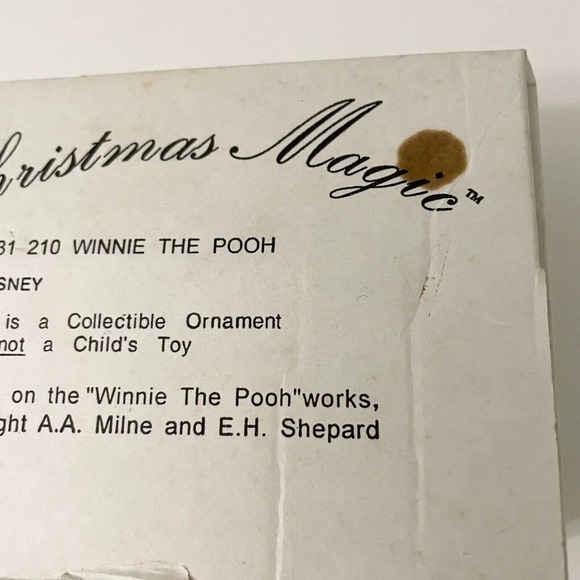 hristmas Magic™
31 210 WINNIE THE POOH
SNEY
is a Collectible Ornament
not a Child's Toy
on the "Winnie The Pooh"works,
ght A.A. Milne and E.H. Shepard